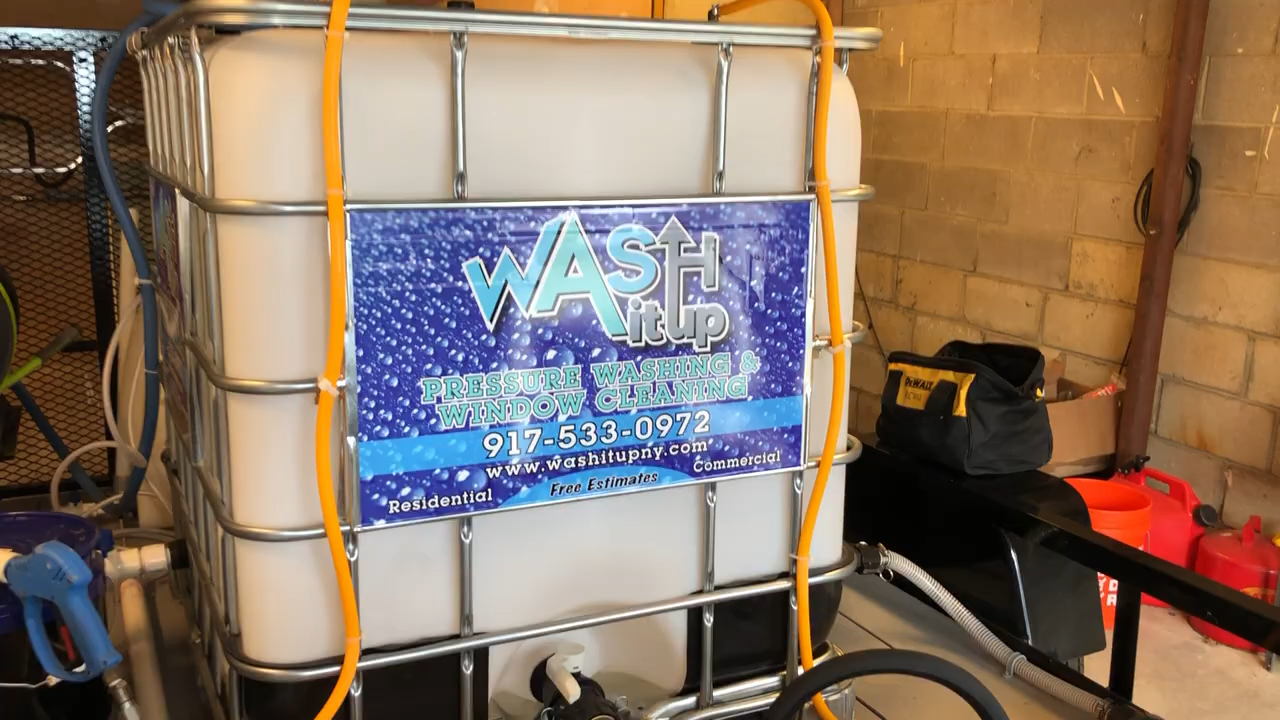 WASH
it up
PRESSURE WASHING &
WINDOW CLEANING
917-533-0972
www.washitupny.com
Residential
Free Estimates
Commercial
DEWALT